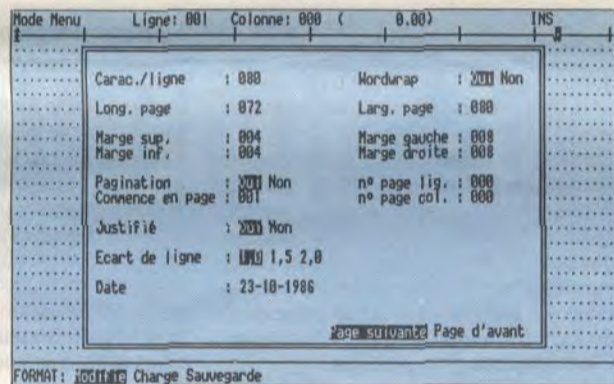 Mode Menu Ligne: 001 Colonne: 000 ( 0.00) INS
Carac./ligne : 080 Wordwrap : Oui Non
Long. page : 072 Larg. page : 080
Marge sup. : 004 Marge gauche : 008
Marge inf. : 004 Marge droite : 008
Pagination : Oui Non nº page lig. : 000
Commence en page : 001 nº page col. : 000
Justifié : Oui Non
Ecart de ligne : 1,0 1,5 2,0
Date : 23-10-1986
Page suivante Page d'avant
FORMAT: Modifie Charge Sauvegarde